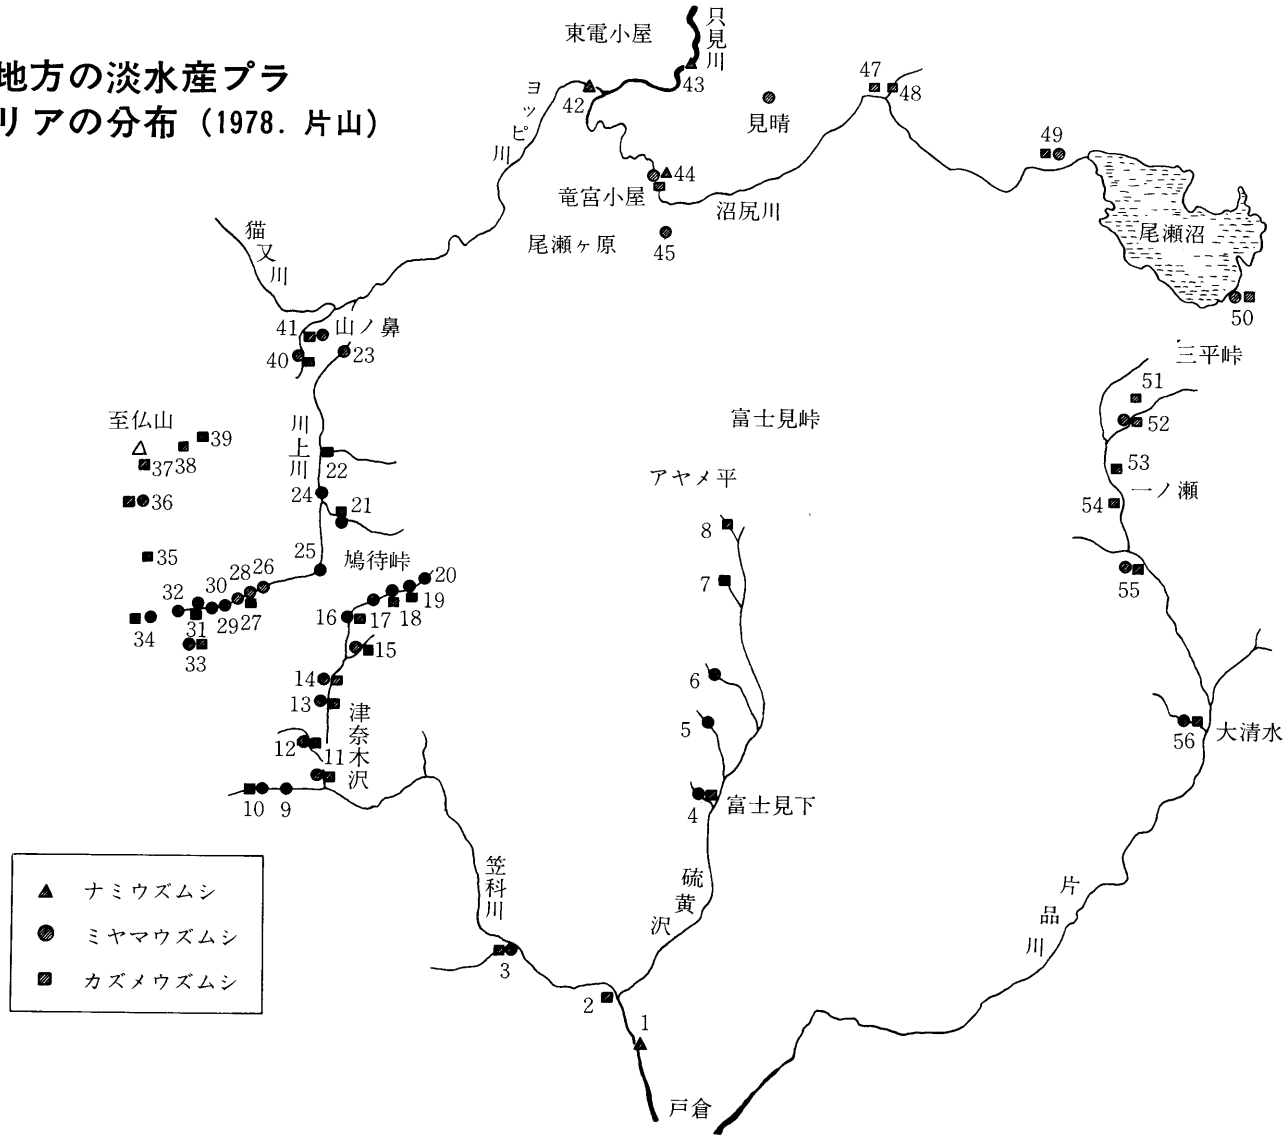 地方の淡水産プラ
リアの分布（1978. 片山）
東電小屋
只見川
ヨッピ川
42
43
47
48
見晴
49
44
竜宮小屋
沼尻川
尾瀬ヶ原
45
尾瀬沼
50
猫又川
41
山ノ鼻
40
23
三平峠
51
52
53
一ノ瀬
54
55
至仏山
39
38
37
36
35
川上川
22
24
21
25
富士見峠
アヤメ平
8
7
鳩待峠
20
19
18
17
16
15
26
28
30
32
27
29
31
34
33
14
13
12
11
津奈木沢
10
9
6
5
4
富士見下
56
大清水
笠科川
硫黄沢
片品川
3
2
1
戸倉
ナミウズムシ
ミヤマウズムシ
カズメウズムシ